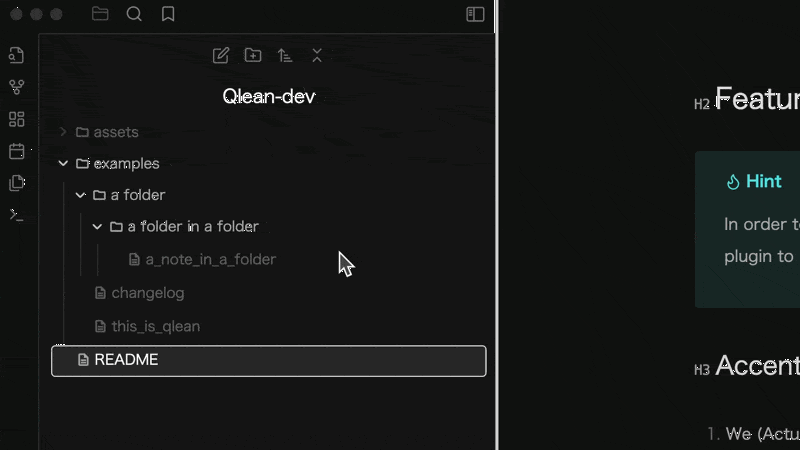 Qlean-dev
assets
examples
a folder
a folder in a folder
a_note_in_a_folder
changelog
this_is_qlean
README
H2 Featur
Hint
In order t
plugin to
H3 Accent
1. We (Actu